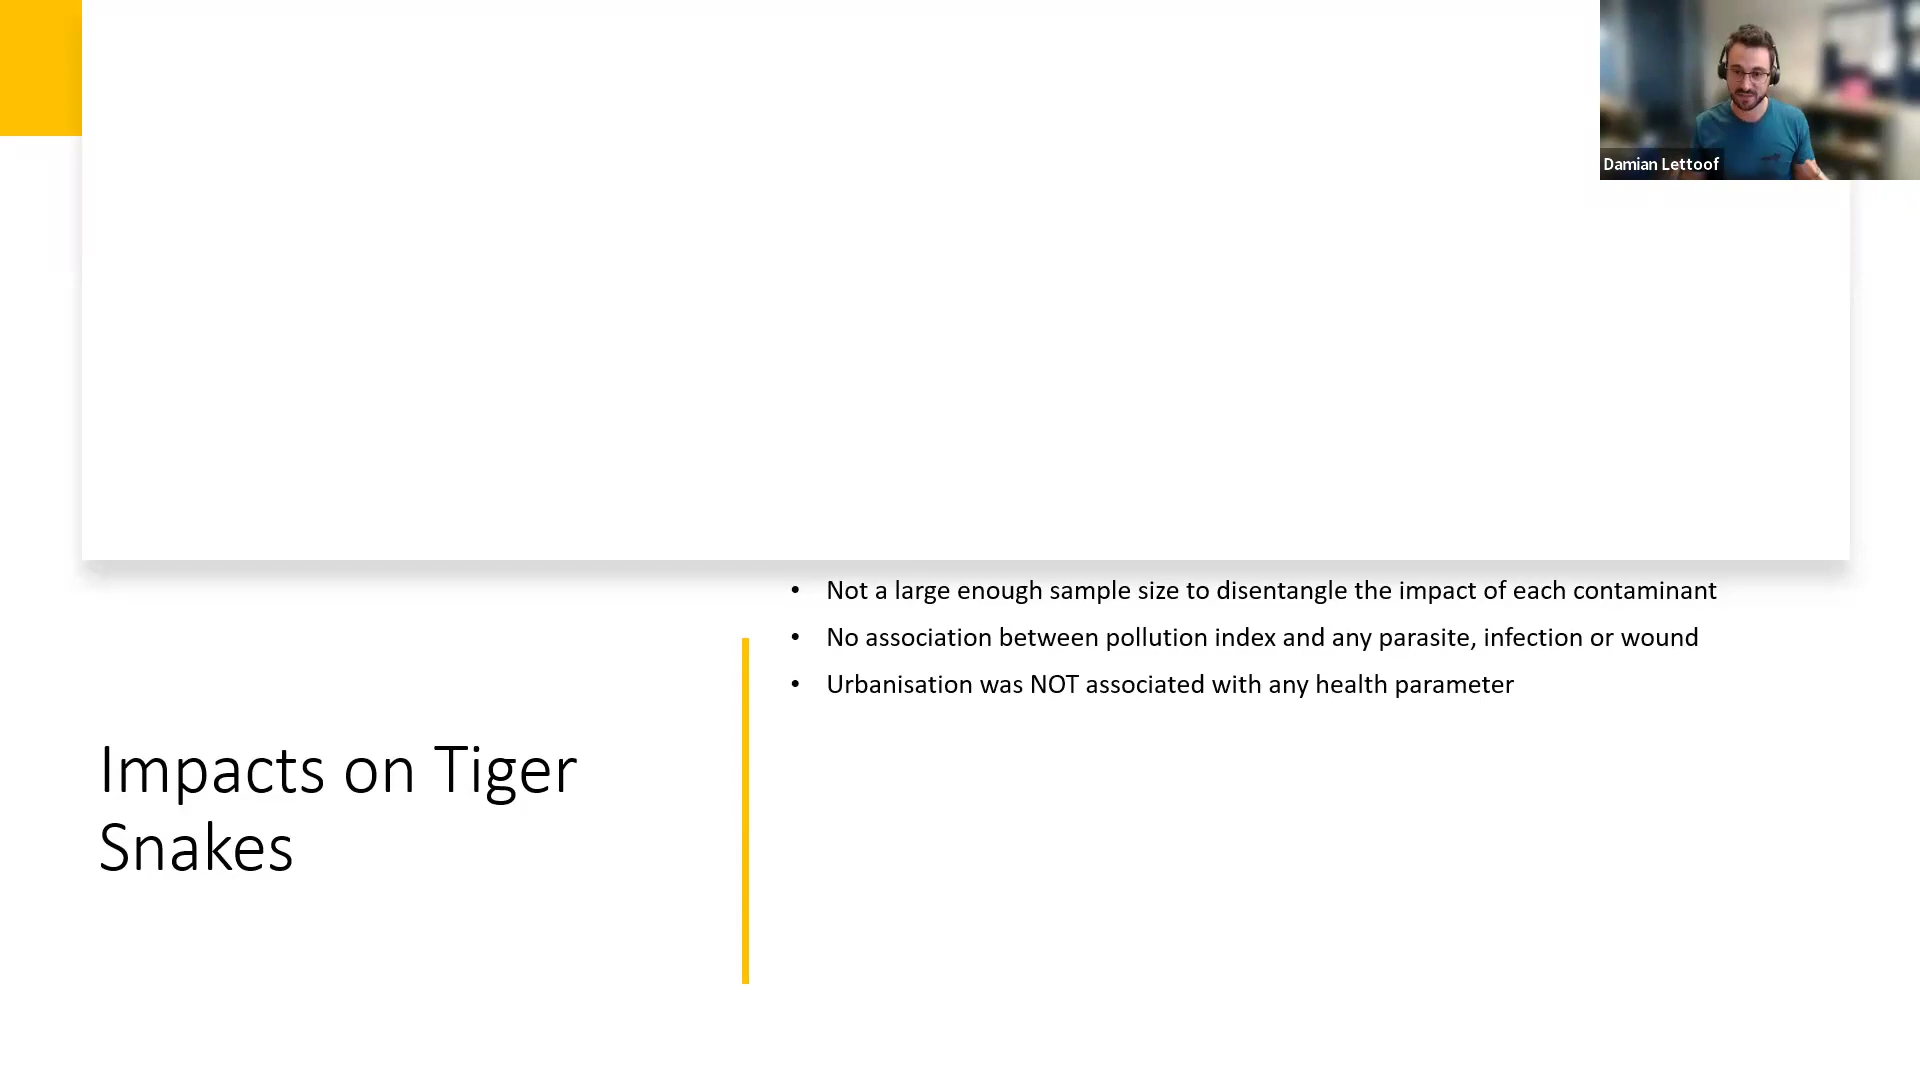 Damian Lettoof
• Not a large enough sample size to disentangle the impact of each contaminant
• No association between pollution index and any parasite, infection or wound
• Urbanisation was NOT associated with any health parameter
Impacts on Tiger
Snakes